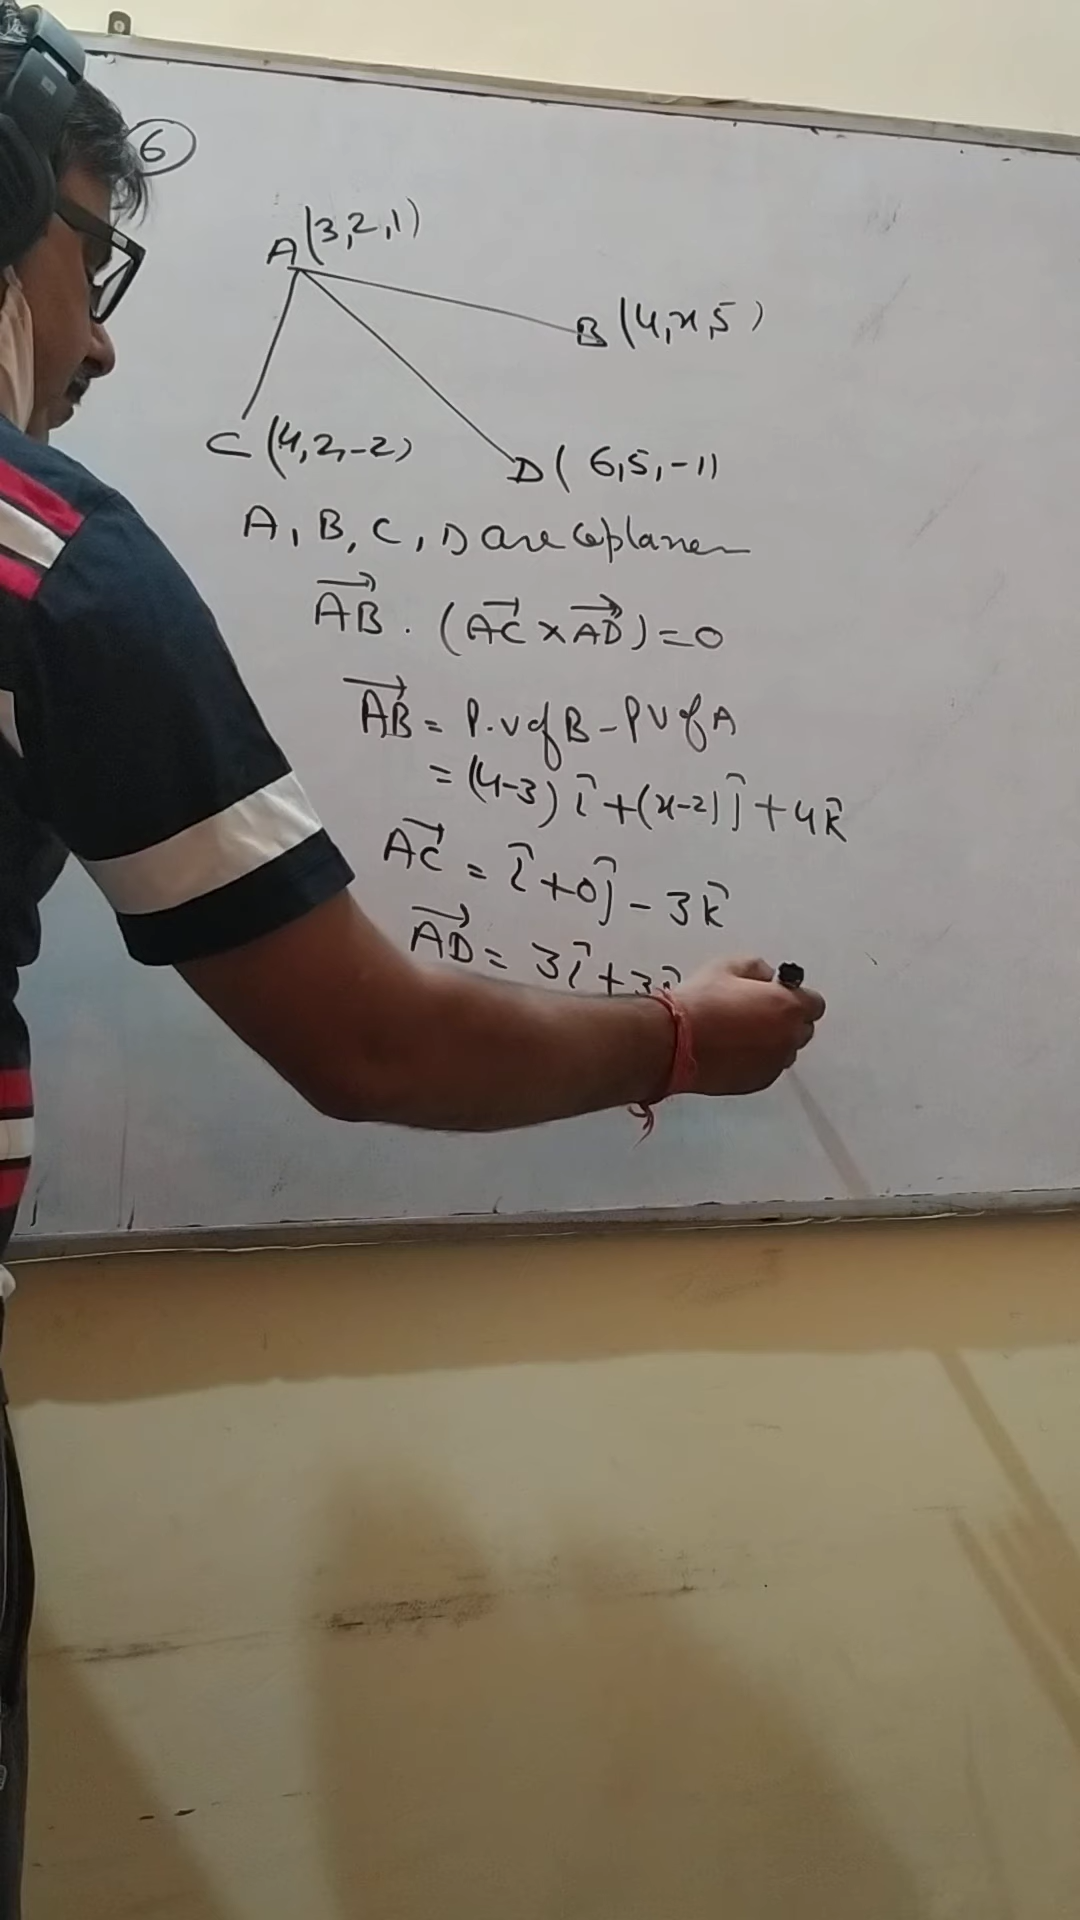 6
A(3,2,1)
B (4,x,5)
C (4,2,-2)
D( 6,5,-1)
A, B, C, D are Coplaner
AB⃗ . (AC⃗ × AD⃗) = 0
AB⃗ = P.V of B - PV of A
= (4-3) î + (x-2) ĵ + 4k̂
AC⃗ = î + 0ĵ - 3k̂
AD⃗ = 3î + 3ĵ